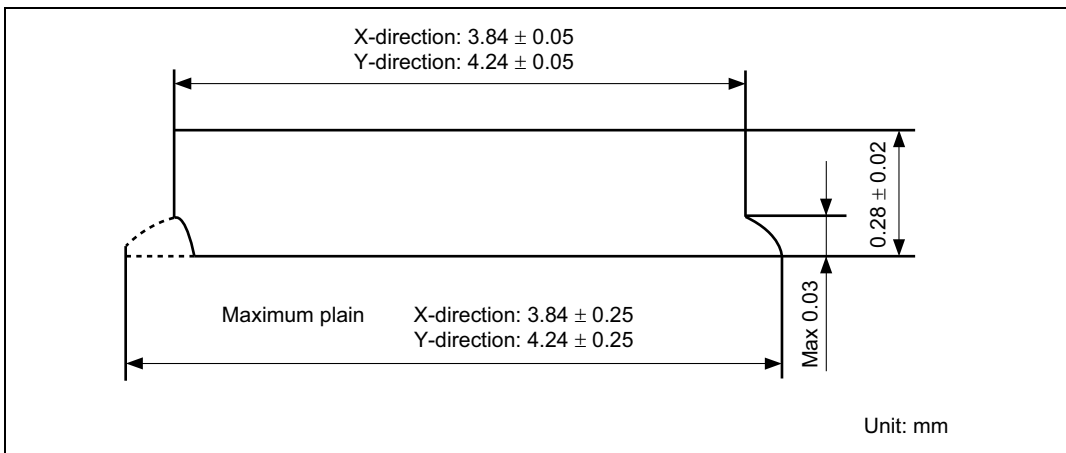 X-direction: 3.84 ± 0.05
Y-direction: 4.24 ± 0.05
0.28 ± 0.02
Max 0.03
Maximum plain X-direction: 3.84 ± 0.25
Y-direction: 4.24 ± 0.25
Unit: mm